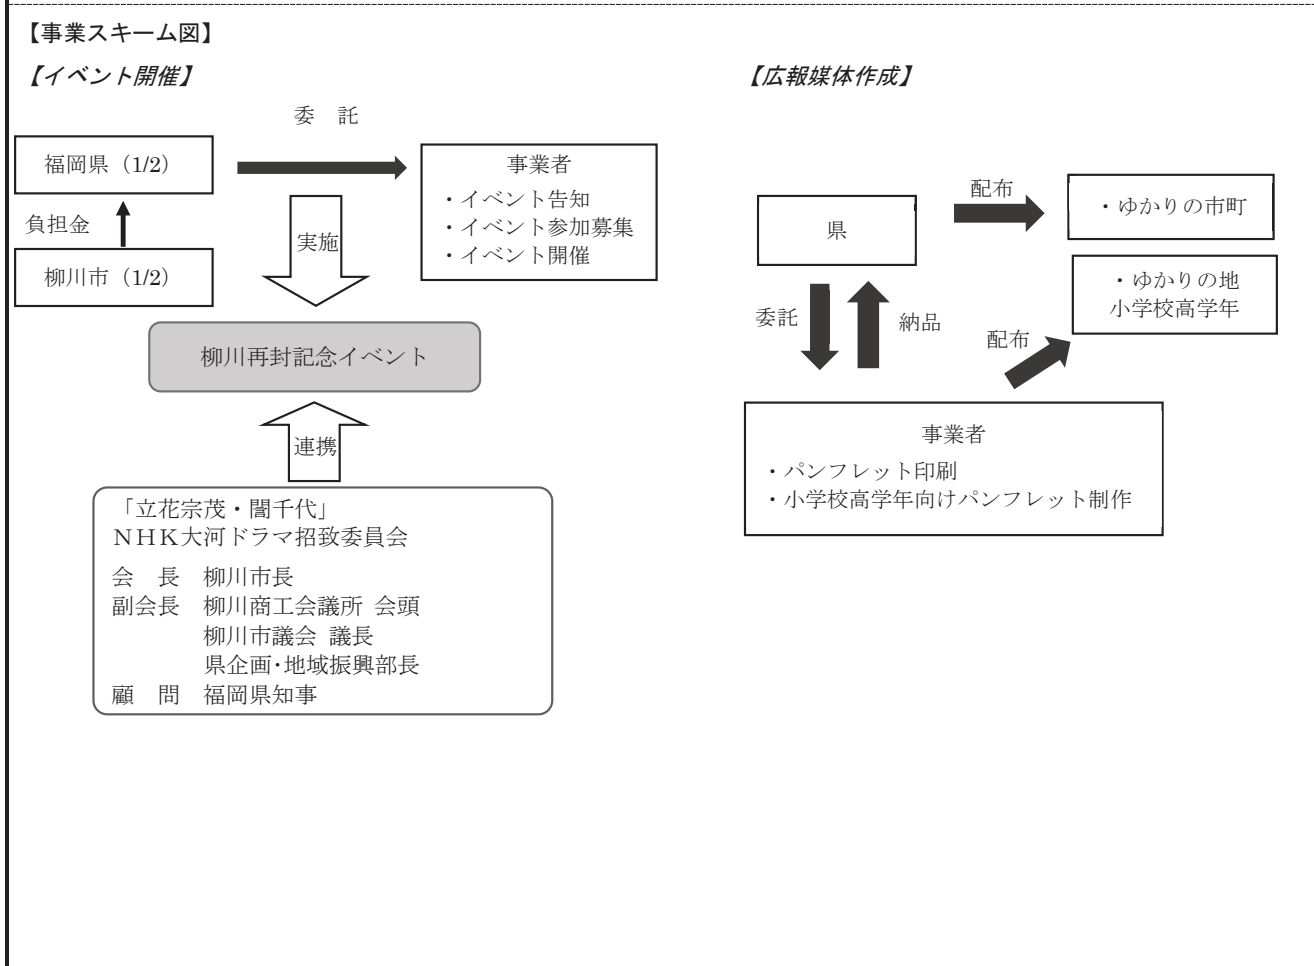 【事業スキーム図】
【イベント開催】
委　託
福岡県（1/2）
負担金
柳川市（1/2）
事業者
・イベント告知
・イベント参加募集
・イベント開催
実施
柳川再封記念イベント
連携
「立花宗茂・誾千代」
ＮＨＫ大河ドラマ招致委員会
会　長　柳川市長
副会長　柳川商工会議所 会頭
柳川市議会 議長
県企画・地域振興部長
顧　問　福岡県知事
【広報媒体作成】
県
配布
・ゆかりの市町
・ゆかりの地
小学校高学年
委託
納品
配布
事業者
・パンフレット印刷
・小学校高学年向けパンフレット制作